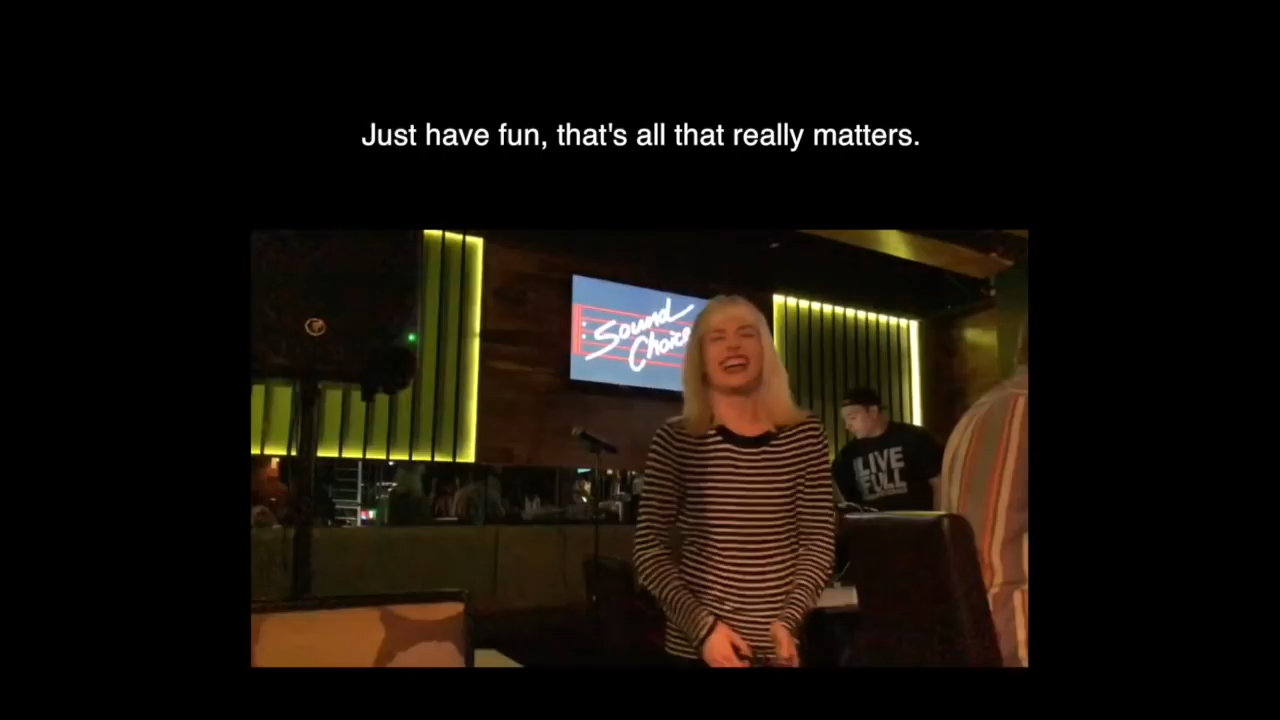 Just have fun, that's all that really matters.
Sound
Choice
LIVE
FULL